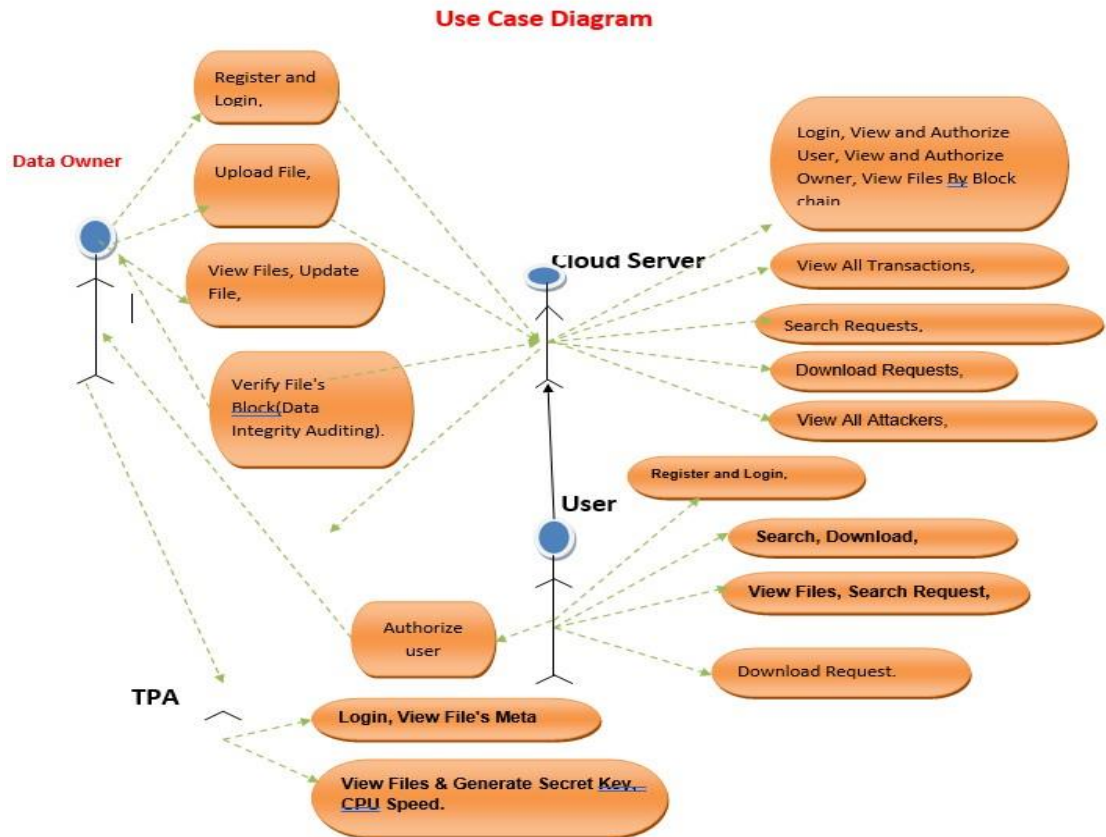 Use Case Diagram
Register and
Login,
Data Owner
Upload File,
View Files, Update
File,
Verify File's
Block(Data
Integrity Auditing).
Cloud Server
Login, View and Authorize
User, View and Authorize
Owner, View Files By Block
chain
View All Transactions,
Search Requests,
Download Requests,
View All Attackers,
User
Register and Login,
Search, Download,
View Files, Search Request,
Download Request.
Authorize
user
TPA
Login, View File's Meta
View Files & Generate Secret Key,
CPU Speed.